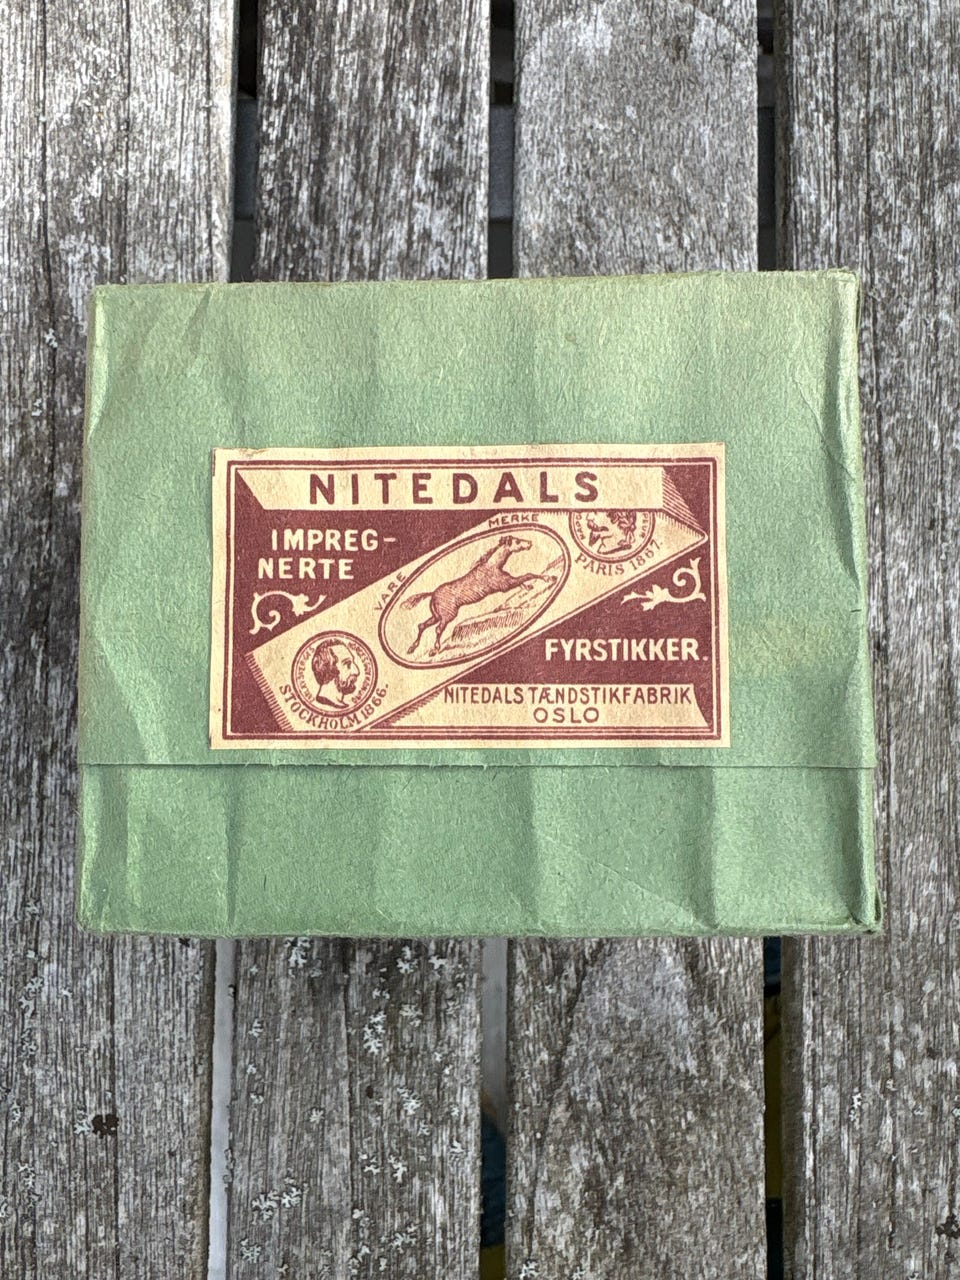 NITEDALS
IMPREG-
NERTE
VARE MERKE
PARIS 1867.
STOCKHOLM 1866.
FYRSTIKKER.
NITEDALS TÆNDSTIKFABRIK
OSLO